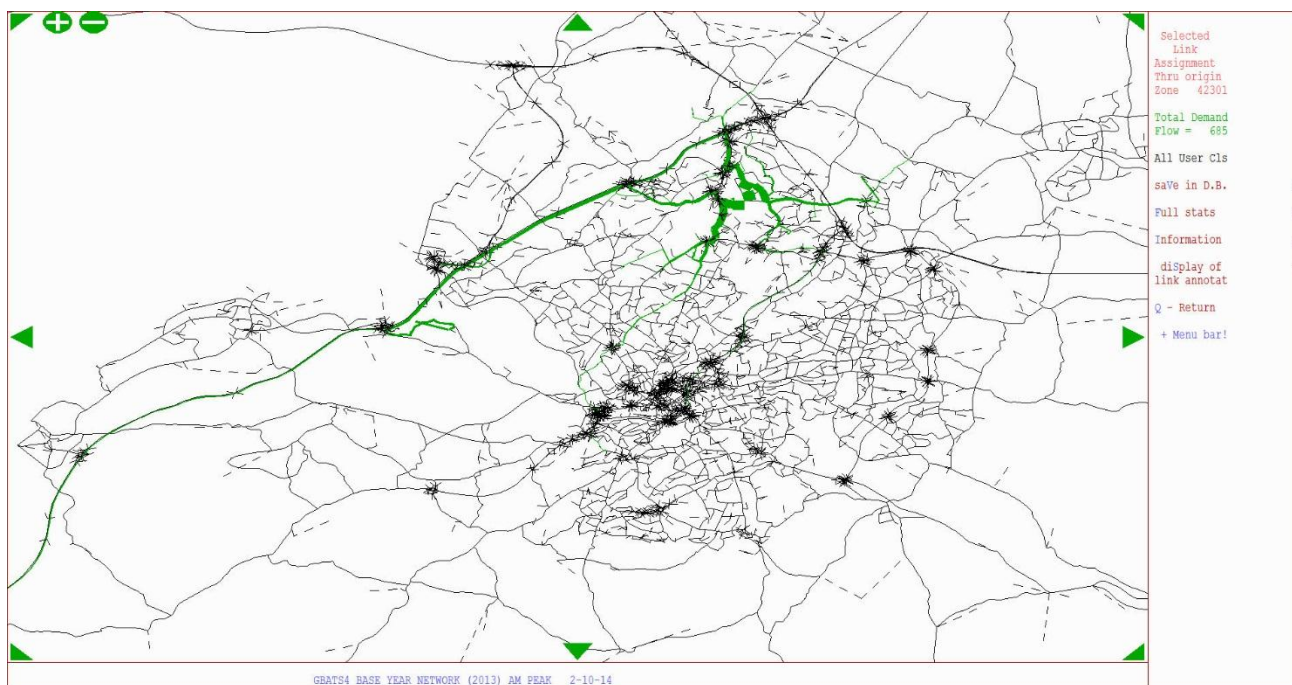 Selected
Link
Assignment
Thru origin
Zone 42301
Total Demand
Flow = 685
All User Cls
saVe in D.B.
Full stats
Information
diSplay of
link annotat
Q - Return
+ Menu bar!
GBATS4 BASE YEAR NETWORK (2013) AM PEAK 2-10-14